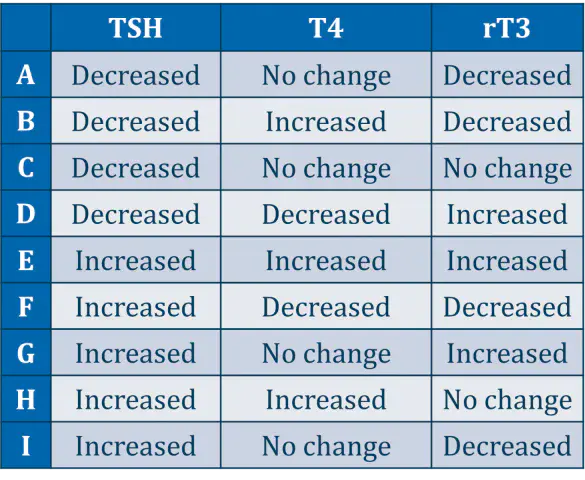 TSH T4 rT3
A Decreased No change Decreased
B Decreased Increased Decreased
C Decreased No change No change
D Decreased Decreased Increased
E Increased Increased Increased
F Increased Decreased Decreased
G Increased No change Increased
H Increased Increased No change
I Increased No change Decreased